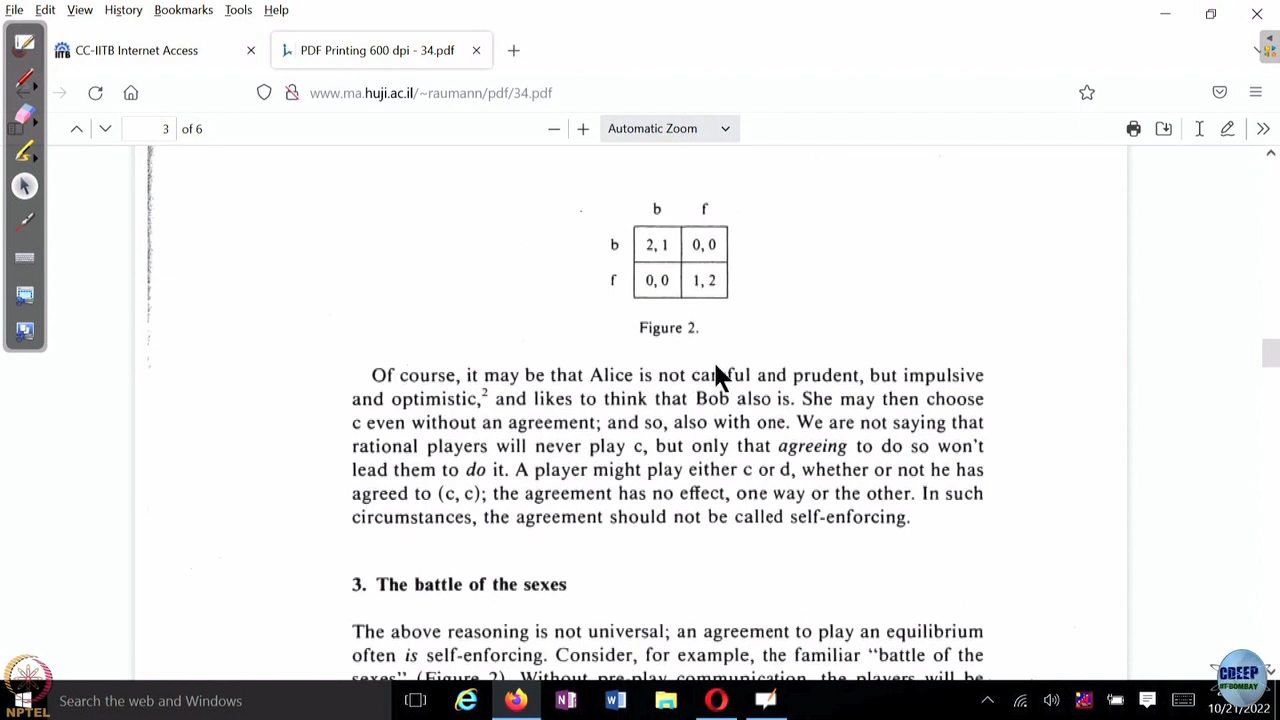 File Edit View History Bookmarks Tools Help
CC-IITB Internet Access
PDF Printing 600 dpi - 34.pdf
www.ma.huji.ac.il/~raumann/pdf/34.pdf
3 of 6
Automatic Zoom
b f
b 2, 1 0, 0
f 0, 0 1, 2
Figure 2.
Of course, it may be that Alice is not careful and prudent, but impulsive
and optimistic,² and likes to think that Bob also is. She may then choose
c even without an agreement; and so, also with one. We are not saying that
rational players will never play c, but only that agreeing to do so won't
lead them to do it. A player might play either c or d, whether or not he has
agreed to (c, c); the agreement has no effect, one way or the other. In such
circumstances, the agreement should not be called self-enforcing.
3. The battle of the sexes
The above reasoning is not universal; an agreement to play an equilibrium
often is self-enforcing. Consider, for example, the familiar "battle of the
sexes" (Figure 2). Without pre-play communication, the players will be
Search the web and Windows
NPTEL
CDEEP
IIT BOMBAY
10/21/2022